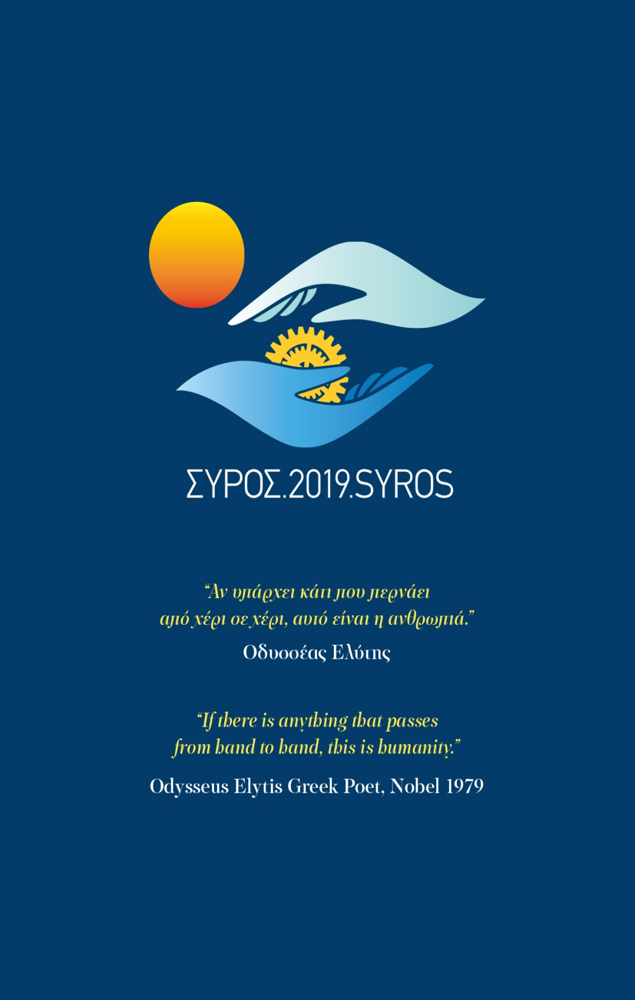 ΣΥΡΟΣ.2019.SYROS
“Αν υπάρχει κάτι που περνάει
από χέρι σε χέρι, αυτό είναι η ανθρωπιά.”
Οδυσσέας Ελύτης
“If there is anything that passes
from hand to hand, this is humanity.”
Odysseus Elytis Greek Poet, Nobel 1979